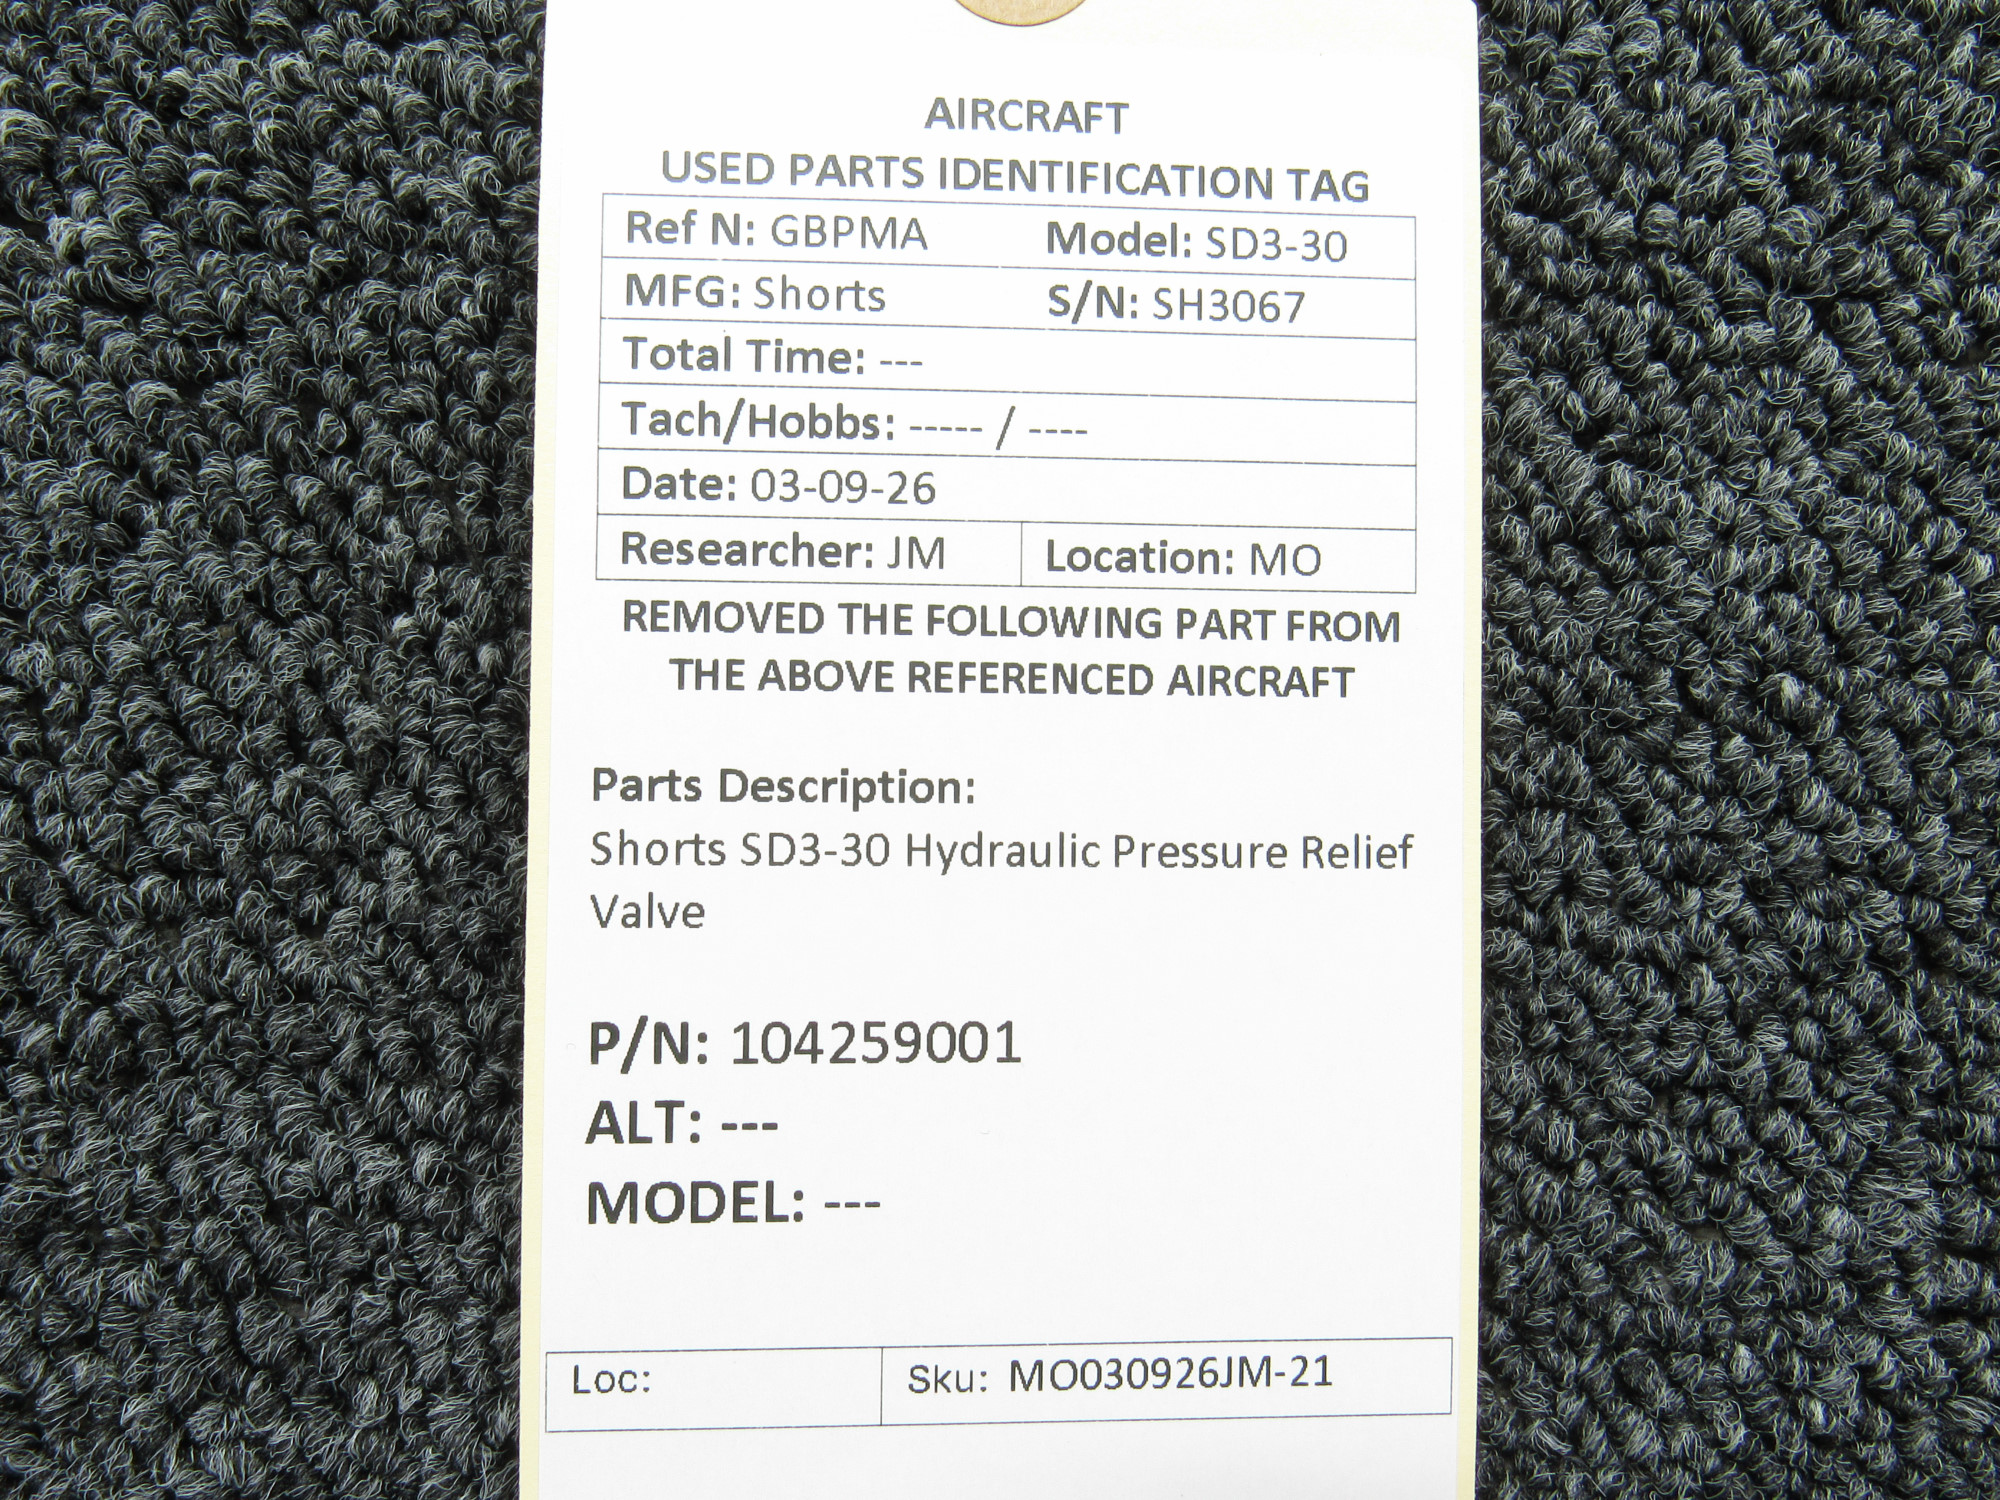 AIRCRAFT
USED PARTS IDENTIFICATION TAG
Ref N: GBPMA Model: SD3-30
MFG: Shorts S/N: SH3067
Total Time: ---
Tach/Hobbs: ----- / ----
Date: 03-09-26
Researcher: JM Location: MO
REMOVED THE FOLLOWING PART FROM
THE ABOVE REFERENCED AIRCRAFT
Parts Description:
Shorts SD3-30 Hydraulic Pressure Relief
Valve
P/N: 104259001
ALT: ---
MODEL: ---
Loc: Sku: MO030926JM-21